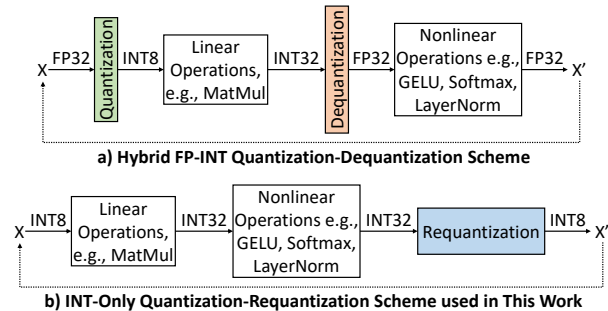 X
FP32
Quantization
INT8
Linear
Operations,
e.g., MatMul
INT32
Dequantization
FP32
Nonlinear
Operations e.g.,
GELU, Softmax,
LayerNorm
FP32
X'
a) Hybrid FP-INT Quantization-Dequantization Scheme
X
INT8
Linear
Operations,
e.g., MatMul
INT32
Nonlinear
Operations e.g.,
GELU, Softmax,
LayerNorm
INT32
Requantization
INT8
X'
b) INT-Only Quantization-Requantization Scheme used in This Work